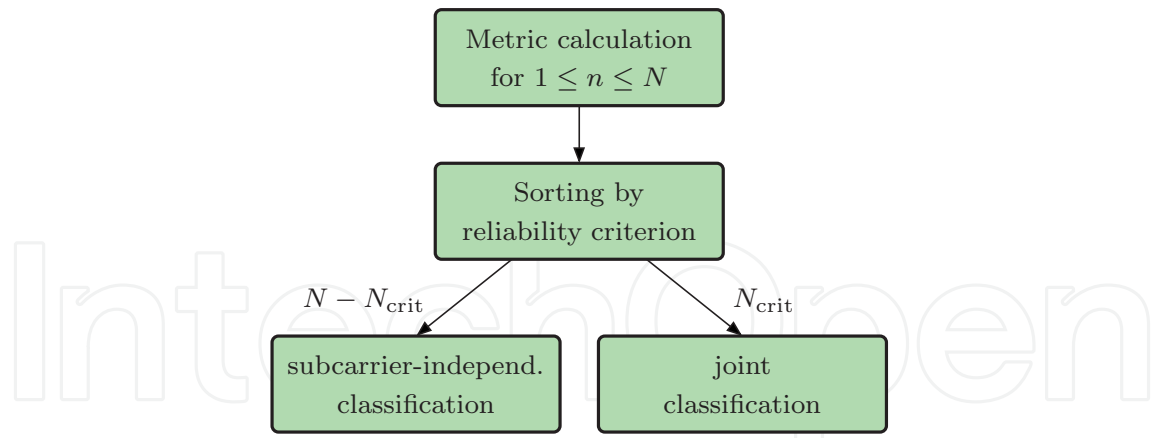 Metric calculation
for 1 ≤ n ≤ N
Sorting by
reliability criterion
N − N_crit
N_crit
subcarrier-independ.
classification
joint
classification
IntechOpen